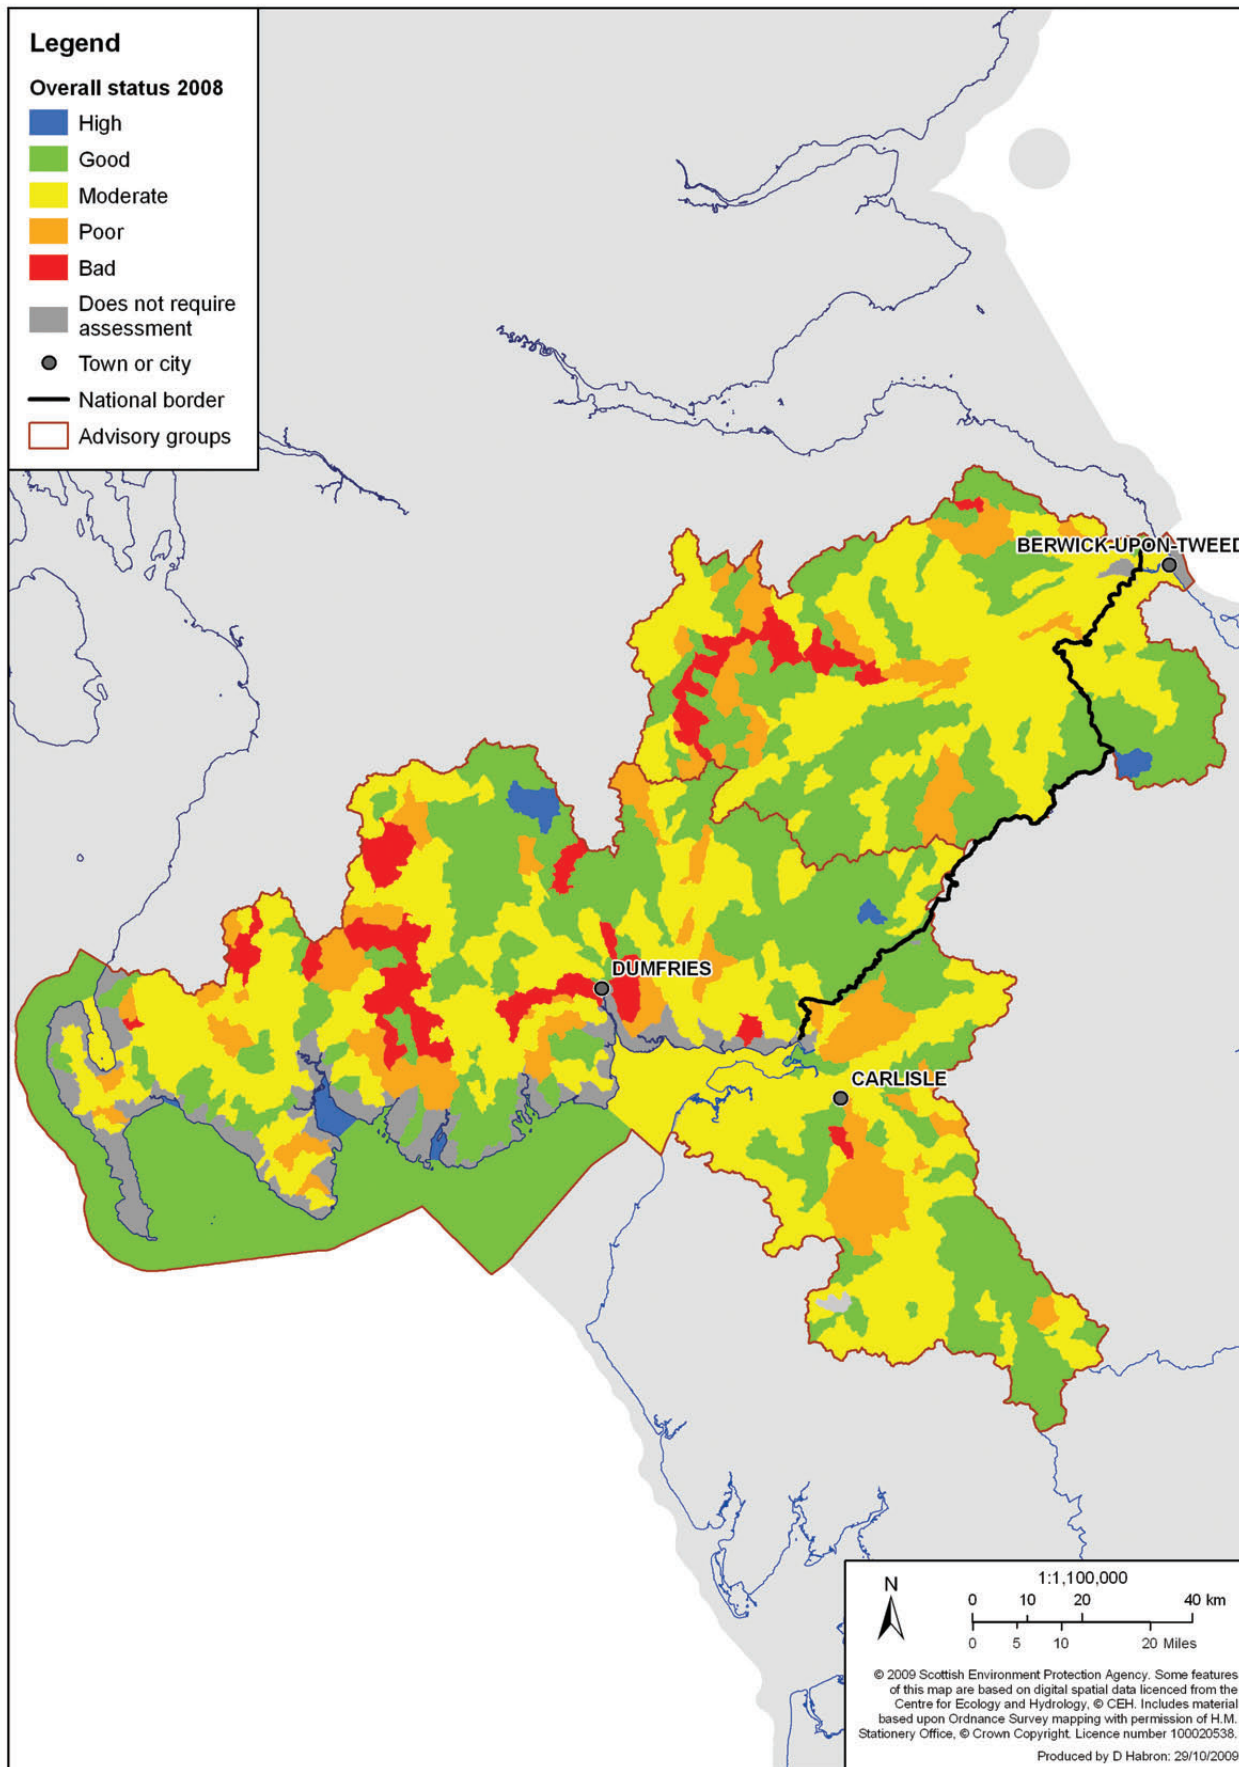 Legend
Overall status 2008
High
Good
Moderate
Poor
Bad
Does not require
assessment
Town or city
National border
Advisory groups
BERWICK-UPON-TWEED
DUMFRIES
CARLISLE
N
1:1,100,000
0 10 20 40 km
0 5 10 20 Miles
© 2009 Scottish Environment Protection Agency. Some features
of this map are based on digital spatial data licenced from the
Centre for Ecology and Hydrology, © CEH. Includes material
based upon Ordnance Survey mapping with permission of H.M.
Stationery Office, © Crown Copyright. Licence number 100020538.
Produced by D Habron: 29/10/2009